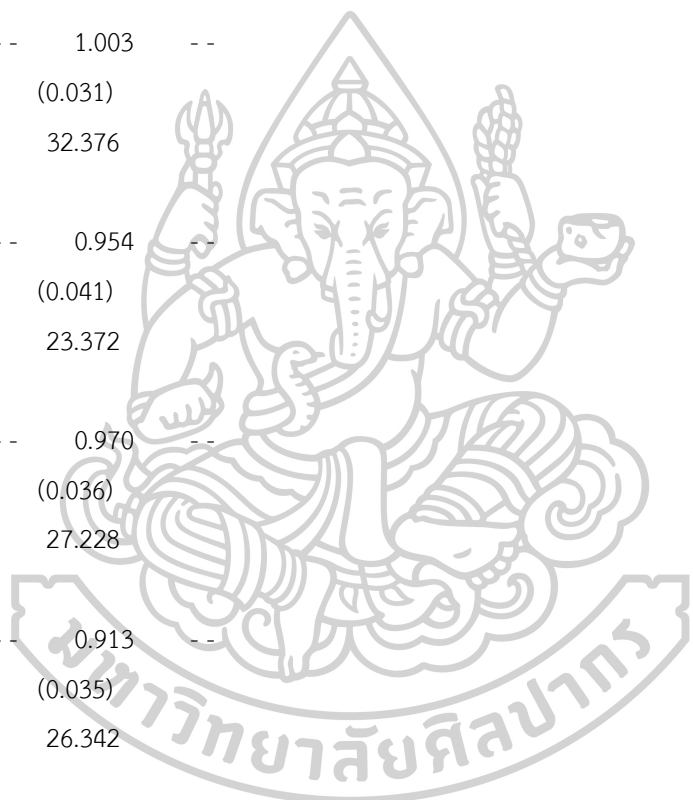 - -    1.003    - -
(0.031)
32.376
- -    0.954    - -
(0.041)
23.372
- -    0.970    - -
(0.036)
27.228
- -    0.913    - -
(0.035)
26.342
มหาวิทยาลัยศิลปากร